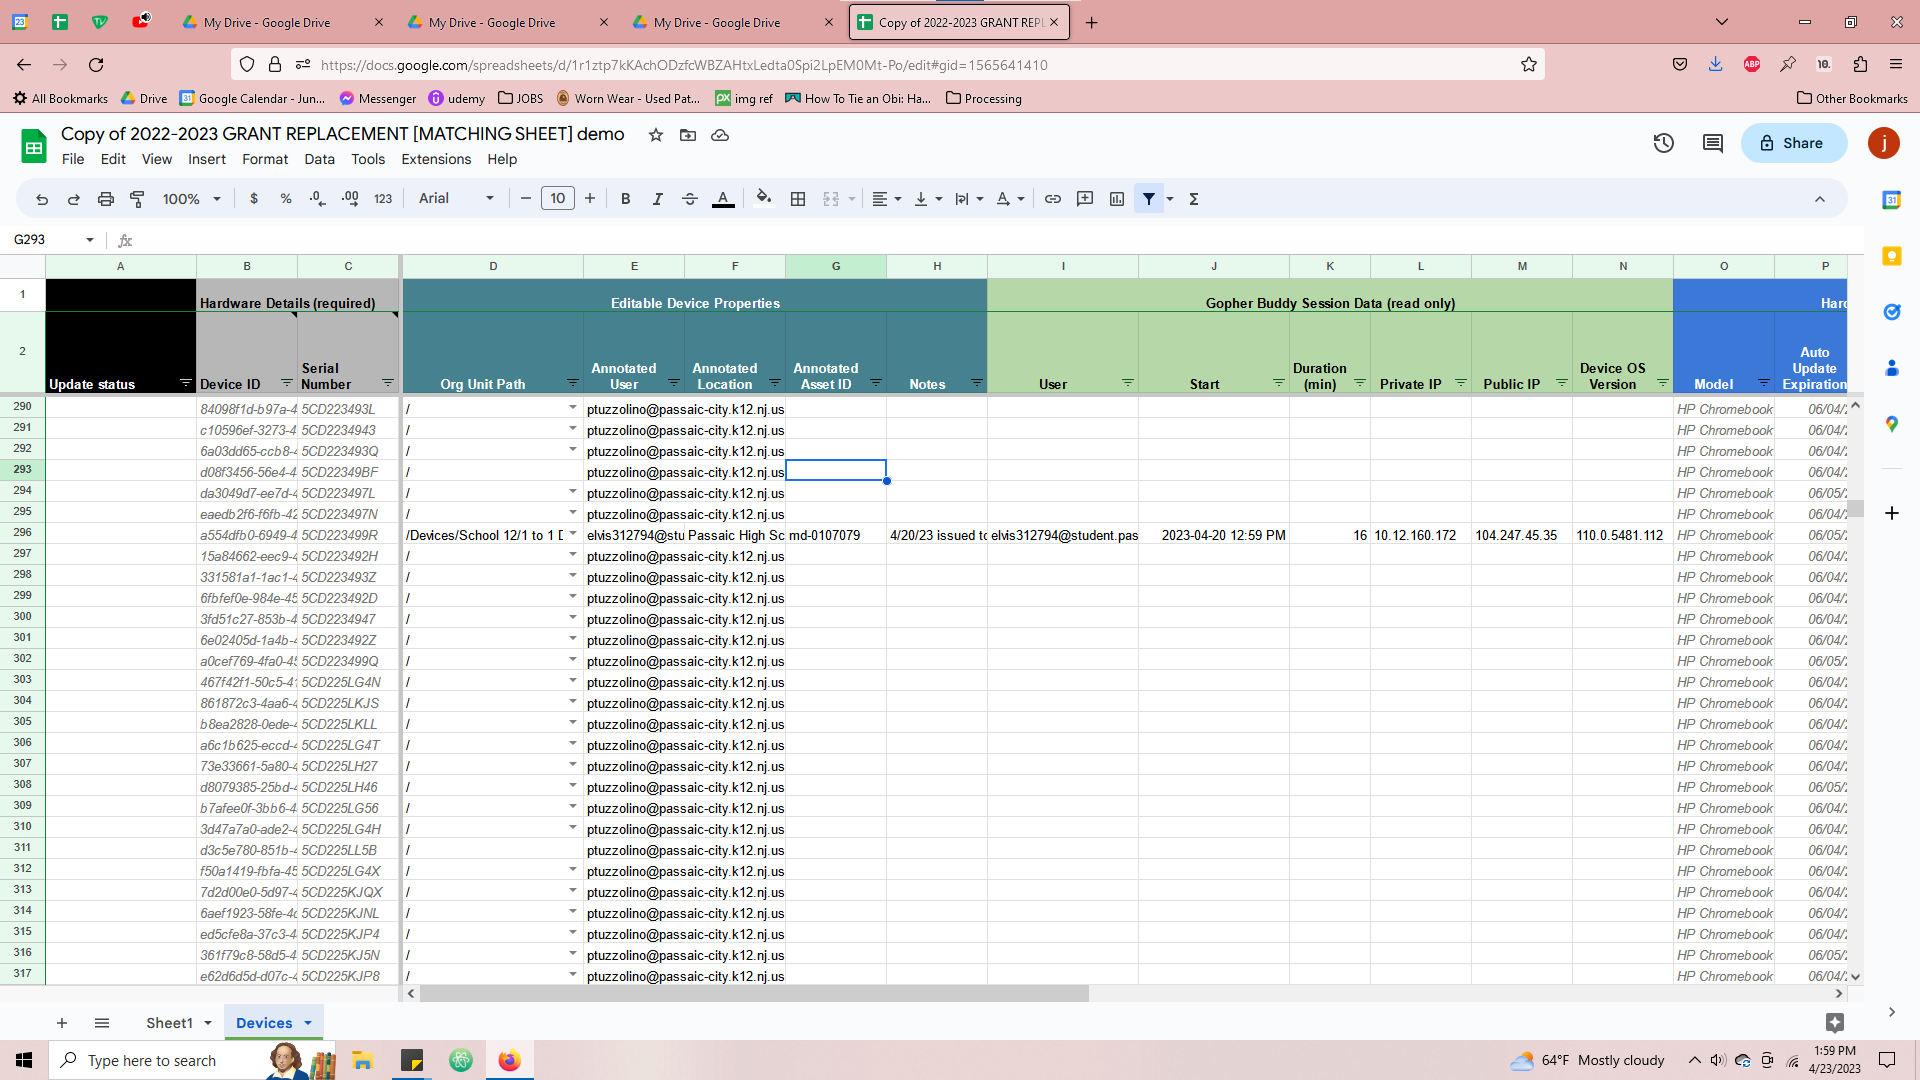 My Drive - Google Drive
My Drive - Google Drive
My Drive - Google Drive
Copy of 2022-2023 GRANT REPL
https://docs.google.com/spreadsheets/d/1r1ztp7kKAchODzfcWBZAHtxLedta0Spi2LpEM0Mt-Po/edit#gid=1565641410
All Bookmarks Drive Google Calendar - Jun... Messenger udemy JOBS Worn Wear - Used Pat... img ref How To Tie an Obi: Ha... Processing Other Bookmarks
Copy of 2022-2023 GRANT REPLACEMENT [MATCHING SHEET] demo
File Edit View Insert Format Data Tools Extensions Help
Share j
100% $ % .0 .00 123 Arial 10 B I A
G293 fx
A B C D E F G H I J K L M N O P
1 Hardware Details (required) Editable Device Properties Gopher Buddy Session Data (read only) Hard
2 Update status Device ID Serial Number Org Unit Path Annotated User Annotated Location Annotated Asset ID Notes User Start Duration (min) Private IP Public IP Device OS Version Model Auto Update Expiration
290 84098f1d-b97a-4 5CD223493L / ptuzzolino@passaic-city.k12.nj.us HP Chromebook 06/04/2
291 c10596ef-3273-4 5CD2234943 / ptuzzolino@passaic-city.k12.nj.us HP Chromebook 06/04/2
292 6a03dd65-ccb8-4 5CD223493Q / ptuzzolino@passaic-city.k12.nj.us HP Chromebook 06/04/2
293 d08f3456-56e4-4 5CD22349BF / ptuzzolino@passaic-city.k12.nj.us HP Chromebook 06/04/2
294 da3049d7-ee7d-4 5CD223497L / ptuzzolino@passaic-city.k12.nj.us HP Chromebook 06/05/2
295 eaedb2f6-f6fb-42 5CD223497N / ptuzzolino@passaic-city.k12.nj.us HP Chromebook 06/04/2
296 a554dfb0-6949-4 5CD223499R /Devices/School 12/1 to 1 D elvis312794@stu Passaic High Sc md-0107079 4/20/23 issued to elvis312794@student.pas 2023-04-20 12:59 PM 16 10.12.160.172 104.247.45.35 110.0.5481.112 HP Chromebook 06/05/2
297 15a84662-eec9-4 5CD223492H / ptuzzolino@passaic-city.k12.nj.us HP Chromebook 06/04/2
298 331581a1-1ac1-4 5CD223493Z / ptuzzolino@passaic-city.k12.nj.us HP Chromebook 06/04/2
299 6fbfef0e-984e-45 5CD223492D / ptuzzolino@passaic-city.k12.nj.us HP Chromebook 06/04/2
300 3fd51c27-853b-4 5CD2234947 / ptuzzolino@passaic-city.k12.nj.us HP Chromebook 06/04/2
301 6e02405d-1a4b-4 5CD223492Z / ptuzzolino@passaic-city.k12.nj.us HP Chromebook 06/04/2
302 a0cef769-4fa0-45 5CD223499Q / ptuzzolino@passaic-city.k12.nj.us HP Chromebook 06/05/2
303 467f42f1-50c5-41 5CD225LG4N / ptuzzolino@passaic-city.k12.nj.us HP Chromebook 06/04/2
304 861872c3-4aa6-4 5CD225LKJS / ptuzzolino@passaic-city.k12.nj.us HP Chromebook 06/04/2
305 b8ea2828-0ede-4 5CD225LKLL / ptuzzolino@passaic-city.k12.nj.us HP Chromebook 06/04/2
306 a6c1b625-eccd-4 5CD225LG4T / ptuzzolino@passaic-city.k12.nj.us HP Chromebook 06/04/2
307 73e33661-5a80-4 5CD225LH27 / ptuzzolino@passaic-city.k12.nj.us HP Chromebook 06/04/2
308 d8079385-25bd-4 5CD225LH46 / ptuzzolino@passaic-city.k12.nj.us HP Chromebook 06/05/2
309 b7afee0f-3bb6-4 5CD225LG56 / ptuzzolino@passaic-city.k12.nj.us HP Chromebook 06/04/2
310 3d47a7a0-ade2-4 5CD225LG4H / ptuzzolino@passaic-city.k12.nj.us HP Chromebook 06/04/2
311 d3c5e780-851b-4 5CD225LL5B / ptuzzolino@passaic-city.k12.nj.us HP Chromebook 06/04/2
312 f50a1419-fbfa-45 5CD225LG4X / ptuzzolino@passaic-city.k12.nj.us HP Chromebook 06/04/2
313 7d2d00e0-5d97-4 5CD225KJQX / ptuzzolino@passaic-city.k12.nj.us HP Chromebook 06/04/2
314 6aef1923-58fe-4c 5CD225KJNL / ptuzzolino@passaic-city.k12.nj.us HP Chromebook 06/04/2
315 ed5cfe8a-37c3-4 5CD225KJP4 / ptuzzolino@passaic-city.k12.nj.us HP Chromebook 06/04/2
316 361f79c8-58d5-4 5CD225KJ5N / ptuzzolino@passaic-city.k12.nj.us HP Chromebook 06/05/2
317 e62d6d5d-d07c-4 5CD225KJP8 / ptuzzolino@passaic-city.k12.nj.us HP Chromebook 06/04/2
Sheet1 Devices
Type here to search 64°F Mostly cloudy 1:59 PM
4/23/2023